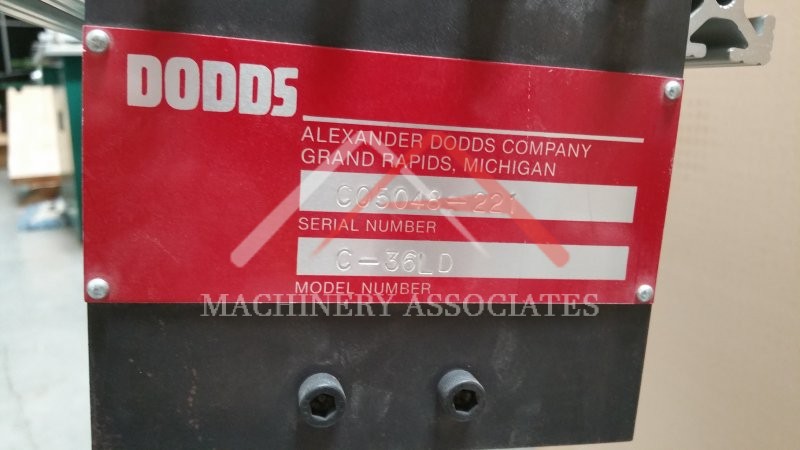 DODDS
ALEXANDER DODDS COMPANY
GRAND RAPIDS, MICHIGAN
C05048-221
SERIAL NUMBER
C-36LD
MODEL NUMBER
MACHINERY ASSOCIATES